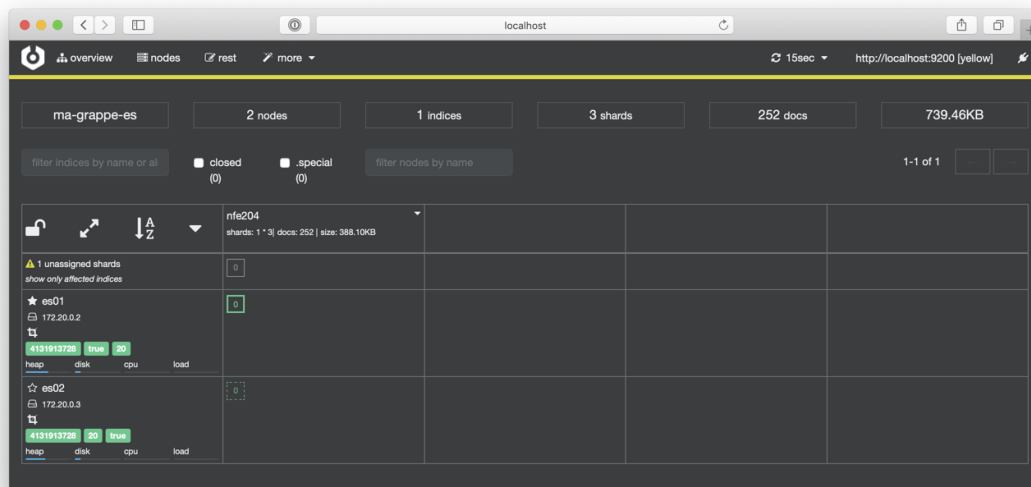 localhost
overview nodes rest more 15sec http://localhost:9200 [yellow]
ma-grappe-es 2 nodes 1 indices 3 shards 252 docs 739.46KB
filter indices by name or ali closed (0) .special (0) filter nodes by name 1-1 of 1
nfe204
shards: 1 * 3| docs: 252 | size: 388.10KB
A
Z
1 unassigned shards
show only affected indices
0
es01
0
172.20.0.2
4131913728 true 20
heap disk cpu load
es02
0
172.20.0.3
4131913728 20 true
heap disk cpu load